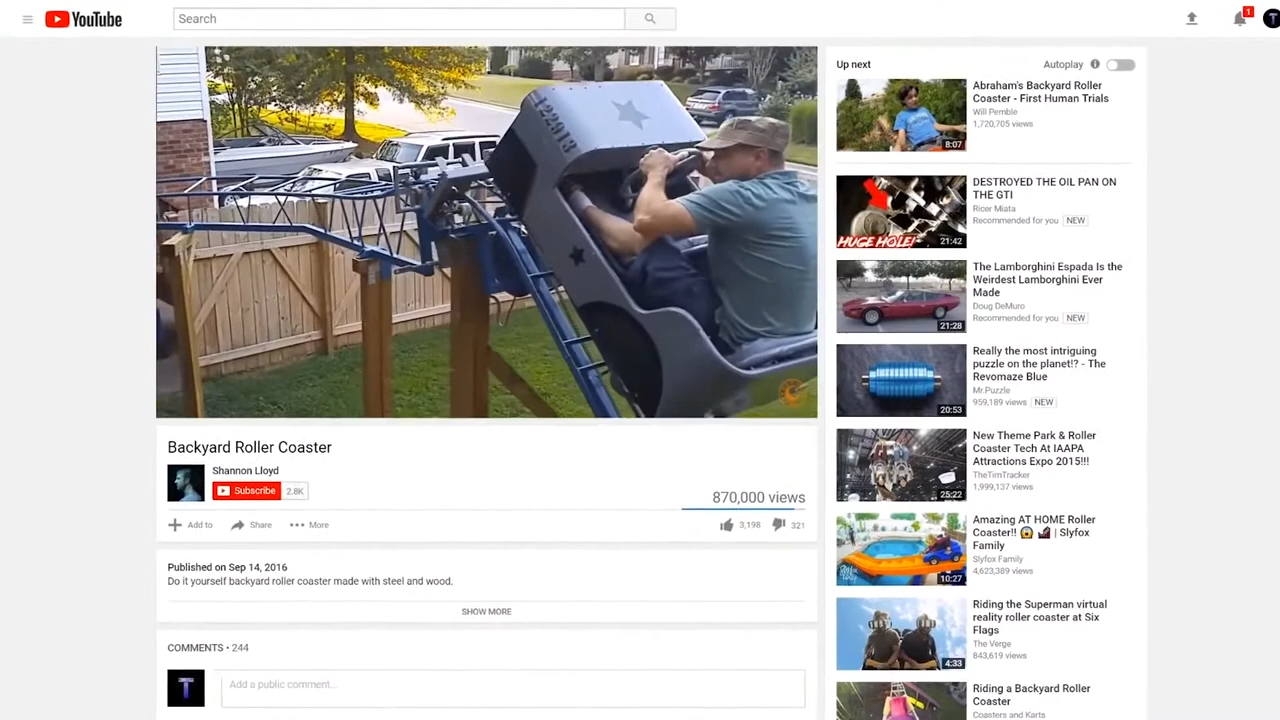 YouTube
Search
1
T
Up next
Autoplay
Abraham's Backyard Roller
Coaster - First Human Trials
Will Pemble
1,720,705 views
8:07
DESTROYED THE OIL PAN ON
THE GTI
Ricer Miata
Recommended for you NEW
HUGE HOLE!
21:42
The Lamborghini Espada Is the
Weirdest Lamborghini Ever
Made
Doug DeMuro
Recommended for you NEW
21:28
Really the most intriguing
puzzle on the planet!? - The
Revomaze Blue
Mr.Puzzle
959,189 views NEW
20:53
New Theme Park & Roller
Coaster Tech At IAAPA
Attractions Expo 2015!!!
TheTimTracker
1,999,137 views
25:22
Amazing AT HOME Roller
Coaster!! 😱 🎢 | Slyfox
Family
Slyfox Family
4,623,389 views
10:27
Riding the Superman virtual
reality roller coaster at Six
Flags
The Verge
843,619 views
4:33
Riding a Backyard Roller
Coaster
Coasters and Karts
Backyard Roller Coaster
Shannon Lloyd
Subscribe 2.8K
870,000 views
Add to Share More
3,198 321
Published on Sep 14, 2016
Do it yourself backyard roller coaster made with steel and wood.
SHOW MORE
COMMENTS • 244
T
Add a public comment...